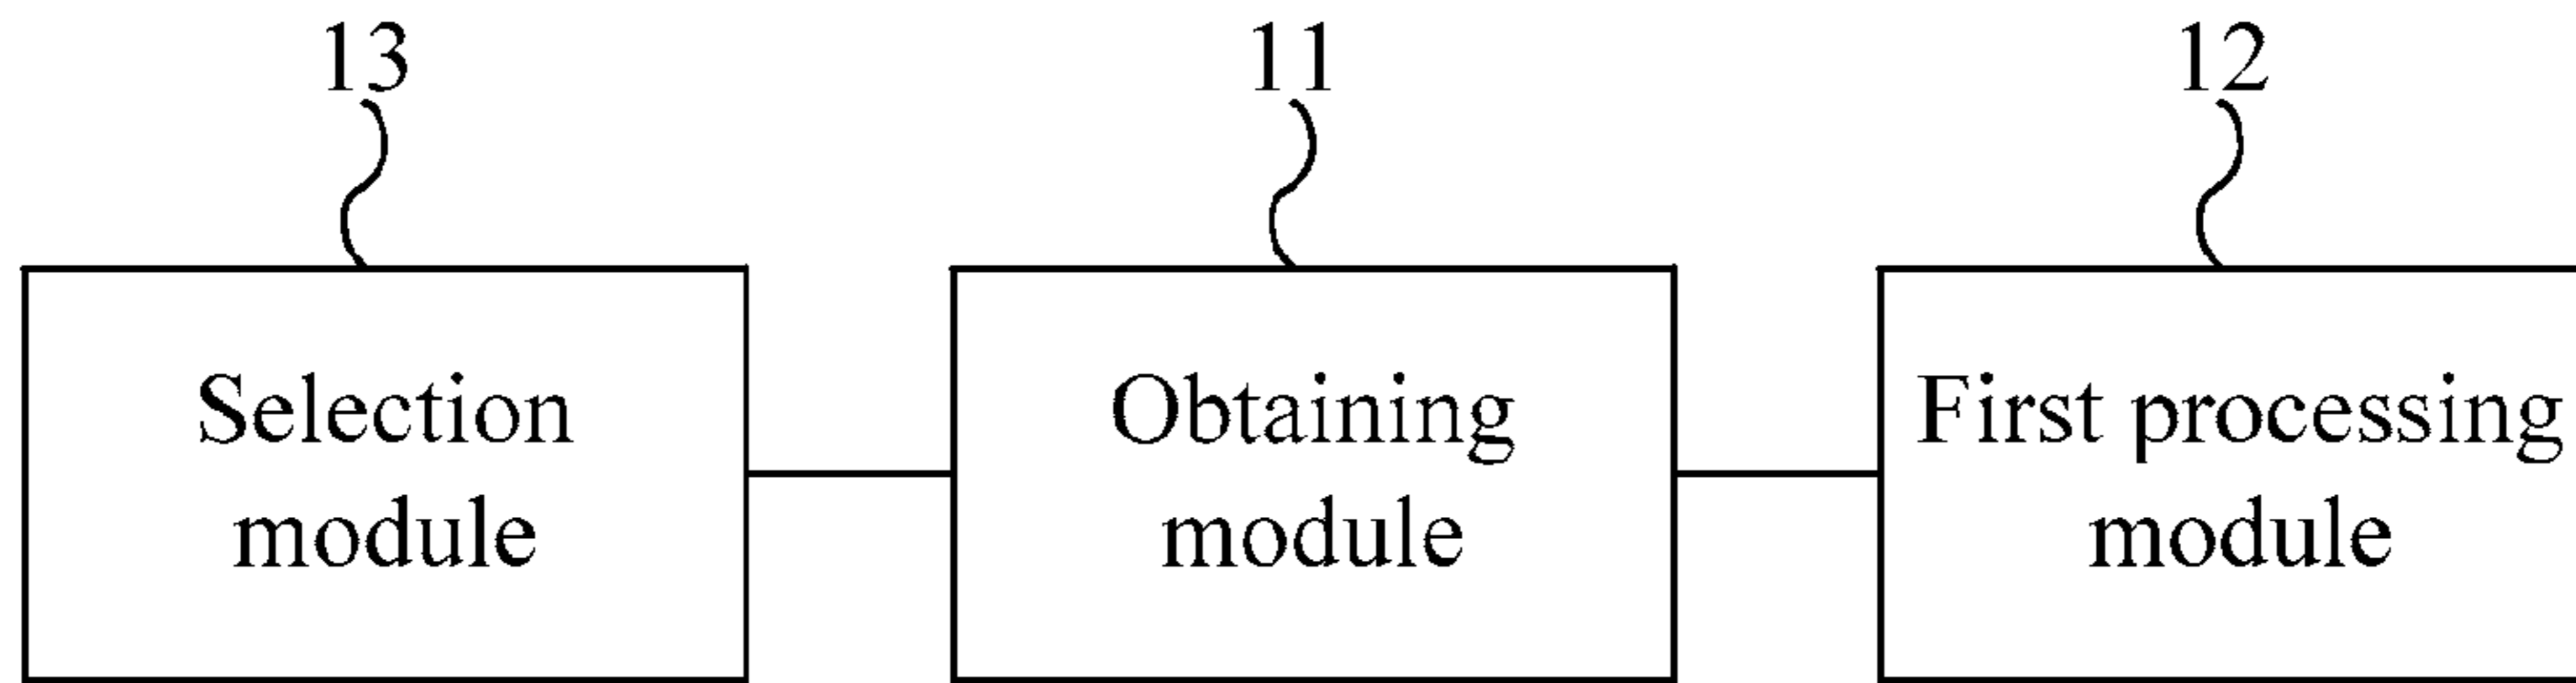 13
11
12
Selection
module
Obtaining
module
First processing
module